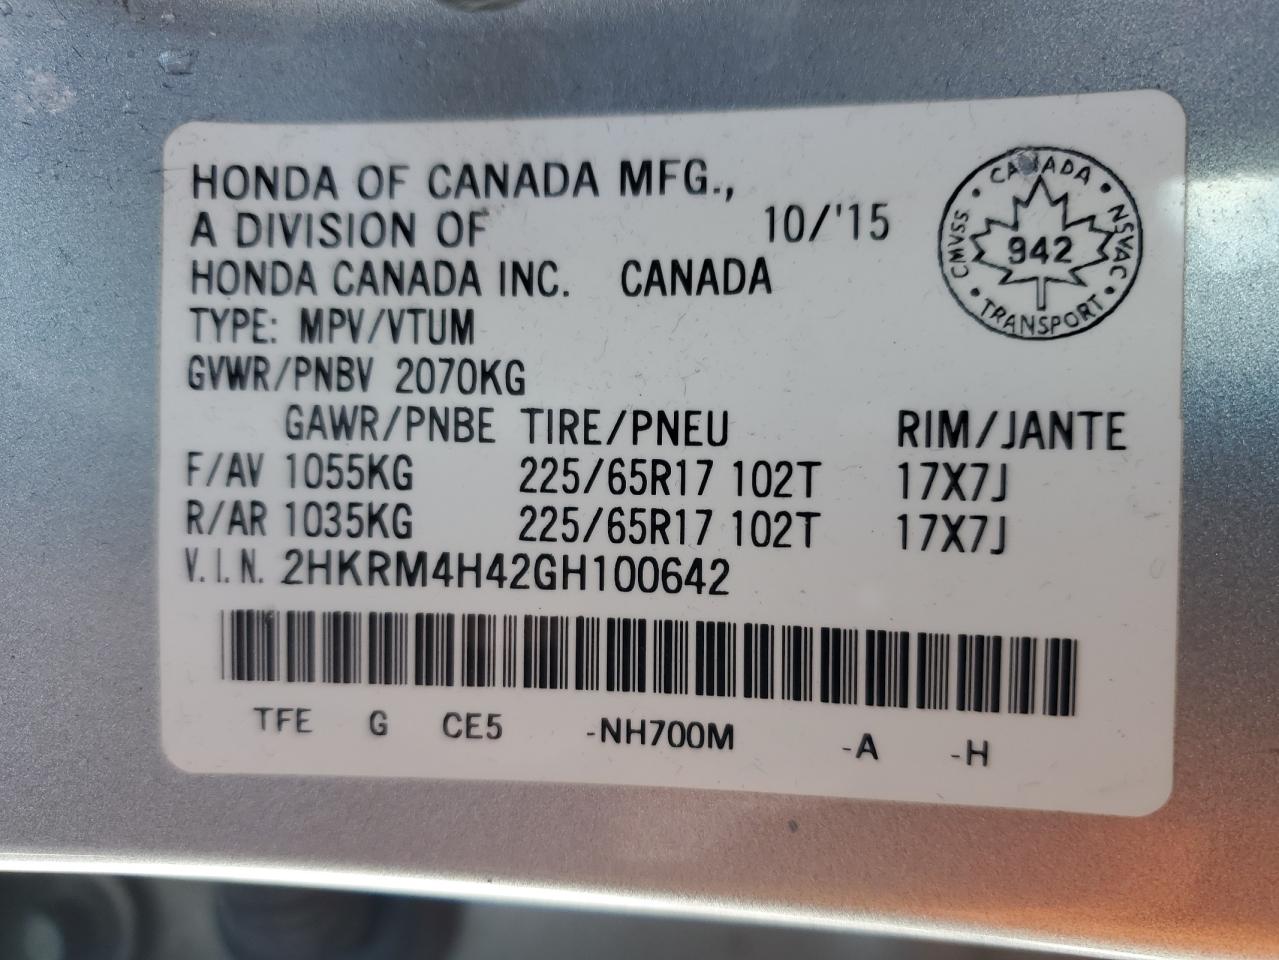 HONDA OF CANADA MFG.,
A DIVISION OF 10/'15
HONDA CANADA INC. CANADA
TYPE: MPV/VTUM
GVWR/PNBV 2070KG
GAWR/PNBE TIRE/PNEU RIM/JANTE
F/AV 1055KG 225/65R17 102T 17X7J
R/AR 1035KG 225/65R17 102T 17X7J
V.I.N. 2HKRM4H42GH100642
TFE G CE5 -NH700M -A -H
CANADA
CMVSS 942 NSVAC
TRANSPORT